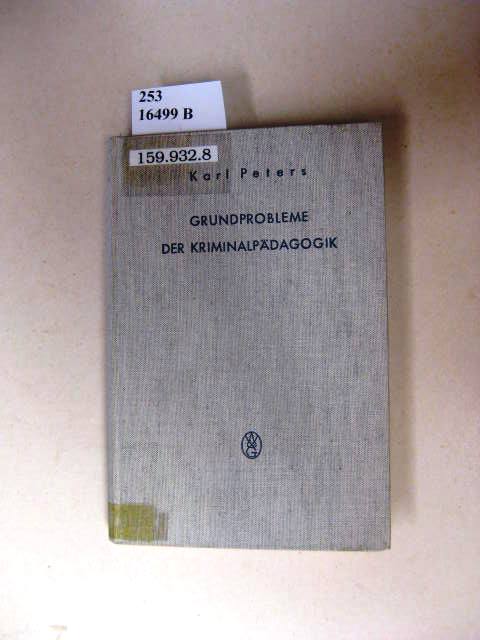 253
16499 B
159.932.8
Karl Peters
GRUNDPROBLEME
DER KRIMINALPÄDAGOGIK
W&G